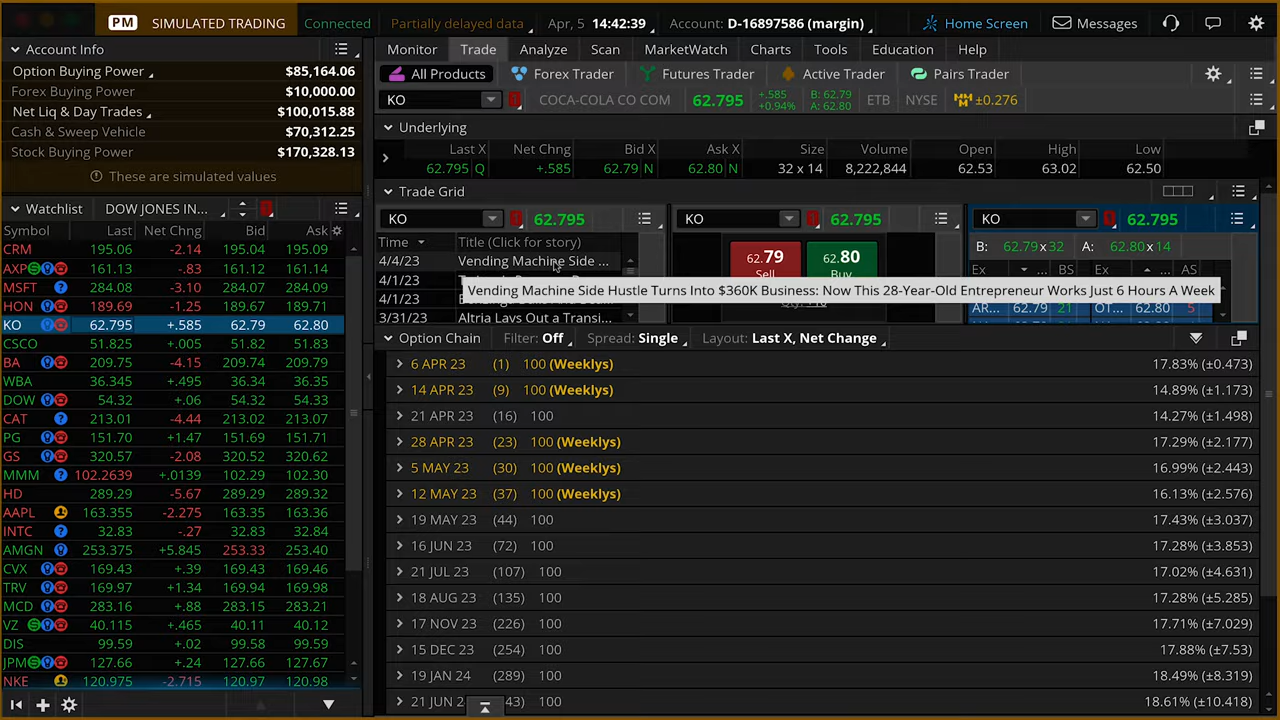 PM SIMULATED TRADING Connected Partially delayed data Apr, 5 14:42:39 Account: D-16897586 (margin) Home Screen Messages
Account Info
Option Buying Power $85,164.06
Forex Buying Power $10,000.00
Net Liq & Day Trades $100,015.88
Cash & Sweep Vehicle $70,312.25
Stock Buying Power $170,328.13
These are simulated values
Watchlist DOW JONES IN...
Symbol Last Net Chng Bid Ask
CRM 195.06 -2.14 195.04 195.09
AXP 161.12 -.83 161.12 161.14
MSFT 284.08 -3.10 284.07 284.09
HON 189.69 -1.25 189.67 189.69
KO 62.795 +.585 62.79 62.80
CSCO 51.825 +.005 51.82 51.83
BA 209.75 -4.15 209.74 209.79
WBA 36.345 +.495 36.34 36.35
DOW 54.32 +.06 54.32 54.33
CAT 213.01 -4.44 213.02 213.07
PG 151.70 +1.47 151.69 151.71
GS 320.57 -2.08 320.52 320.62
MMM 102.2639 +.0139 102.29 102.30
HD 289.29 -5.67 289.29 289.32
AAPL 163.355 -2.275 163.35 163.36
INTC 32.83 -.27 32.83 32.84
AMGN 253.375 +5.845 253.33 253.40
CVX 169.43 +.39 169.43 169.46
TRV 169.97 +1.34 169.94 169.98
MCD 283.16 +.88 283.15 283.21
VZ 40.115 +.465 40.11 40.12
DIS 99.59 +.02 99.58 99.59
JPM 127.66 +.24 127.66 127.67
NKE 120.975 -2.715 120.97 120.98
Monitor Trade Analyze Scan MarketWatch Charts Tools Education Help
All Products Forex Trader Futures Trader Active Trader Pairs Trader
KO COCA-COLA CO COM 62.795 +.585 +0.94% B: 62.79 A: 62.80 ETB NYSE ±0.276
Underlying
Last X Net Chng Bid X Ask X Size Volume Open High Low
62.795 Q +.585 62.79 N 62.80 N 32 x 14 8,222,844 62.53 63.02 62.50
Trade Grid
KO 62.795 KO 62.795 KO 62.795
Time Title (Click for story)
4/4/23 Vending Machine Side ...
4/1/23
4/1/23
3/31/23 Altria Lays Out a Transi...
62.79 Sell 62.80 Buy
B: 62.79 x 32 A: 62.80 x 14
Ex BS Ex AS
AR... 62.79 21 OT... 62.80 5
Vending Machine Side Hustle Turns Into $360K Business: Now This 28-Year-Old Entrepreneur Works Just 6 Hours A Week
Option Chain Filter: Off Spread: Single Layout: Last X, Net Change
6 APR 23 (1) 100 (Weeklys) 17.83% (±0.473)
14 APR 23 (9) 100 (Weeklys) 14.89% (±1.173)
21 APR 23 (16) 100 14.27% (±1.498)
28 APR 23 (23) 100 (Weeklys) 17.29% (±2.177)
5 MAY 23 (30) 100 (Weeklys) 16.99% (±2.443)
12 MAY 23 (37) 100 (Weeklys) 16.13% (±2.576)
19 MAY 23 (44) 100 17.43% (±3.037)
16 JUN 23 (72) 100 17.28% (±3.853)
21 JUL 23 (107) 100 17.02% (±4.631)
18 AUG 23 (135) 100 17.28% (±5.285)
17 NOV 23 (226) 100 17.71% (±7.029)
15 DEC 23 (254) 100 17.88% (±7.53)
19 JAN 24 (289) 100 18.49% (±8.319)
21 JUN 2 43) 100 18.61% (±10.418)